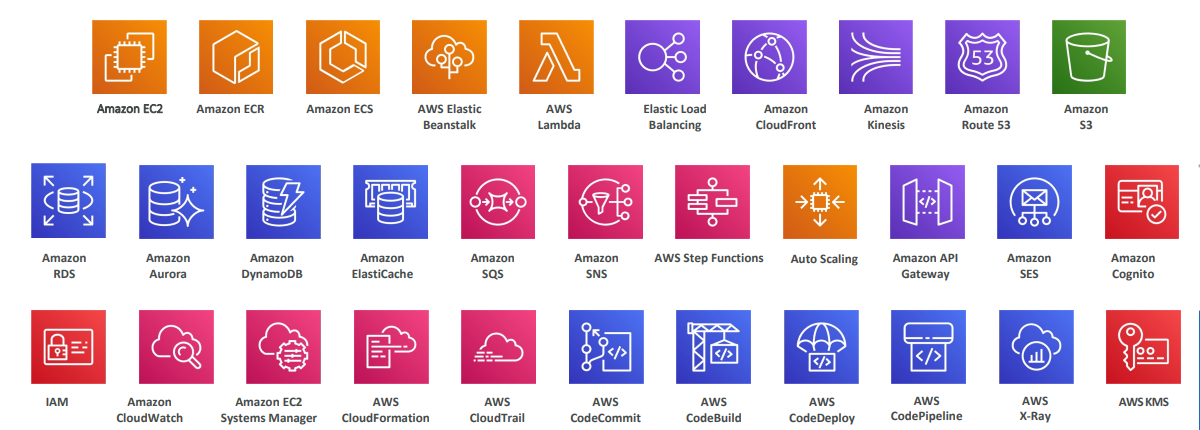 53
Amazon EC2
Amazon ECR
Amazon ECS
AWS Elastic
Beanstalk
AWS
Lambda
Elastic Load
Balancing
Amazon
CloudFront
Amazon
Kinesis
Amazon
Route 53
Amazon
S3
</>
</>
Amazon
RDS
Amazon
Aurora
Amazon
DynamoDB
Amazon
ElastiCache
Amazon
SQS
Amazon
SNS
AWS Step Functions
Auto Scaling
Amazon API
Gateway
Amazon
SES
Amazon
Cognito
</>
</>
</>
</>
IAM
Amazon
CloudWatch
Amazon EC2
Systems Manager
AWS
CloudFormation
AWS
CloudTrail
AWS
CodeCommit
AWS
CodeBuild
AWS
CodeDeploy
AWS
CodePipeline
AWS
X-Ray
AWS KMS